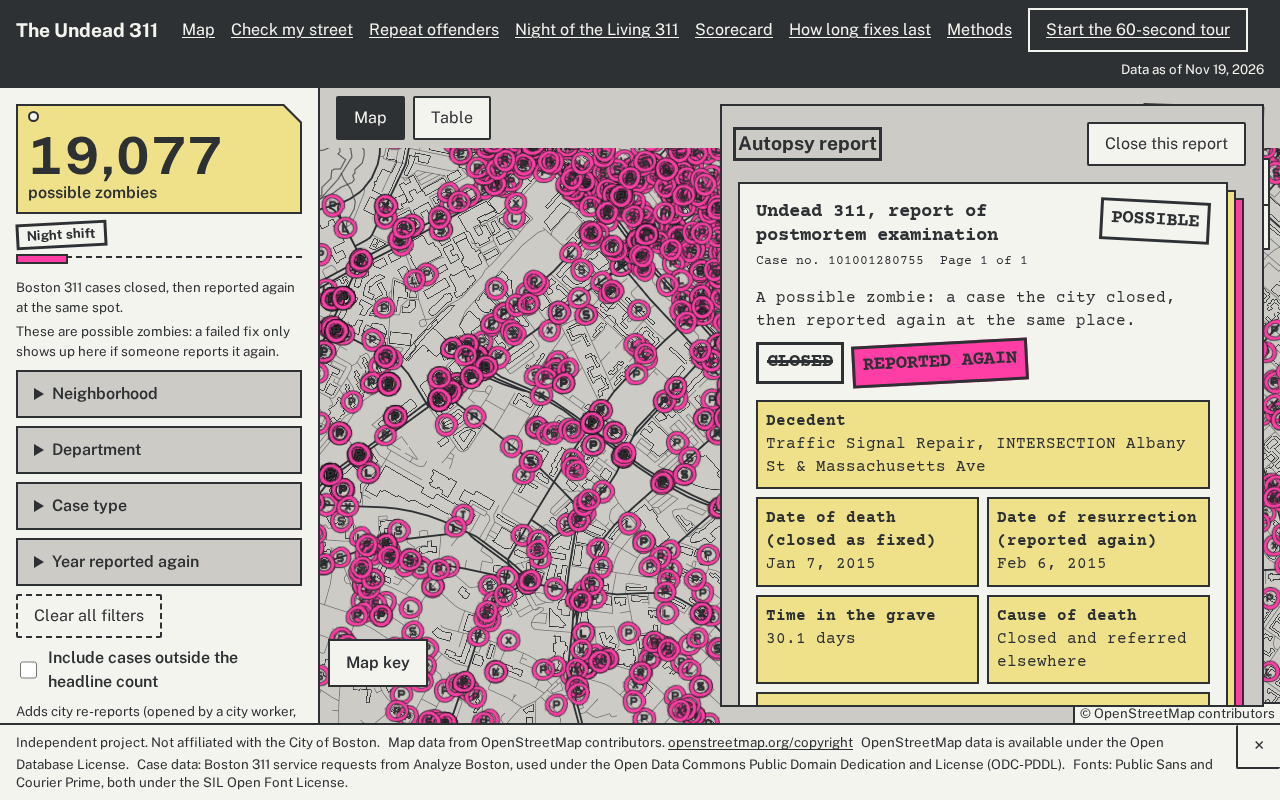 The Undead 311
Map
Check my street
Repeat offenders
Night of the Living 311
Scorecard
How long fixes last
Methods
Start the 60-second tour
Data as of Nov 19, 2026
19,077
possible zombies
Night shift
Boston 311 cases closed, then reported again
at the same spot.
These are possible zombies: a failed fix only
shows up here if someone reports it again.
Neighborhood
Department
Case type
Year reported again
Clear all filters
Include cases outside the
headline count
Adds city re-reports (opened by a city worker,
Map
Table
Map key
Autopsy report
Close this report
Undead 311, report of
postmortem examination
POSSIBLE
Case no. 101001280755 Page 1 of 1
A possible zombie: a case the city closed,
then reported again at the same place.
CLOSED
REPORTED AGAIN
Decedent
Traffic Signal Repair, INTERSECTION Albany
St & Massachusetts Ave
Date of death
(closed as fixed)
Jan 7, 2015
Date of resurrection
(reported again)
Feb 6, 2015
Time in the grave
30.1 days
Cause of death
Closed and referred
elsewhere
© OpenStreetMap contributors
Independent project. Not affiliated with the City of Boston. Map data from OpenStreetMap contributors. openstreetmap.org/copyright OpenStreetMap data is available under the Open
Database License. Case data: Boston 311 service requests from Analyze Boston, used under the Open Data Commons Public Domain Dedication and License (ODC-PDDL). Fonts: Public Sans and
Courier Prime, both under the SIL Open Font License.
×